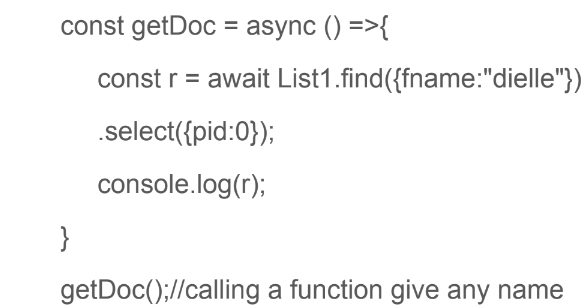 const getDoc = async () =>{
const r = await List1.find({fname:"dielle"})
.select({pid:0});
console.log(r);
}
getDoc();//calling a function give any name